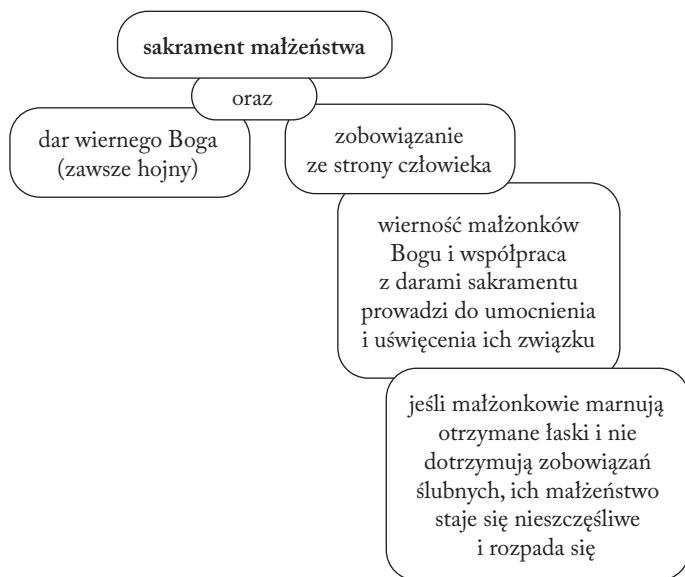 sakrament małżeństwa
oraz
dar wiernego Boga
(zawsze hojny)
zobowiązanie
ze strony człowieka
wierność małżonków
Bogu i współpraca
z darami sakramentu
prowadzi do umocnienia
i uświęcenia ich związku
jeśli małżonkowie marnują
otrzymane łaski i nie
dotrzymują zobowiązań
ślubnych, ich małżeństwo
staje się nieszczęśliwe
i rozpada się